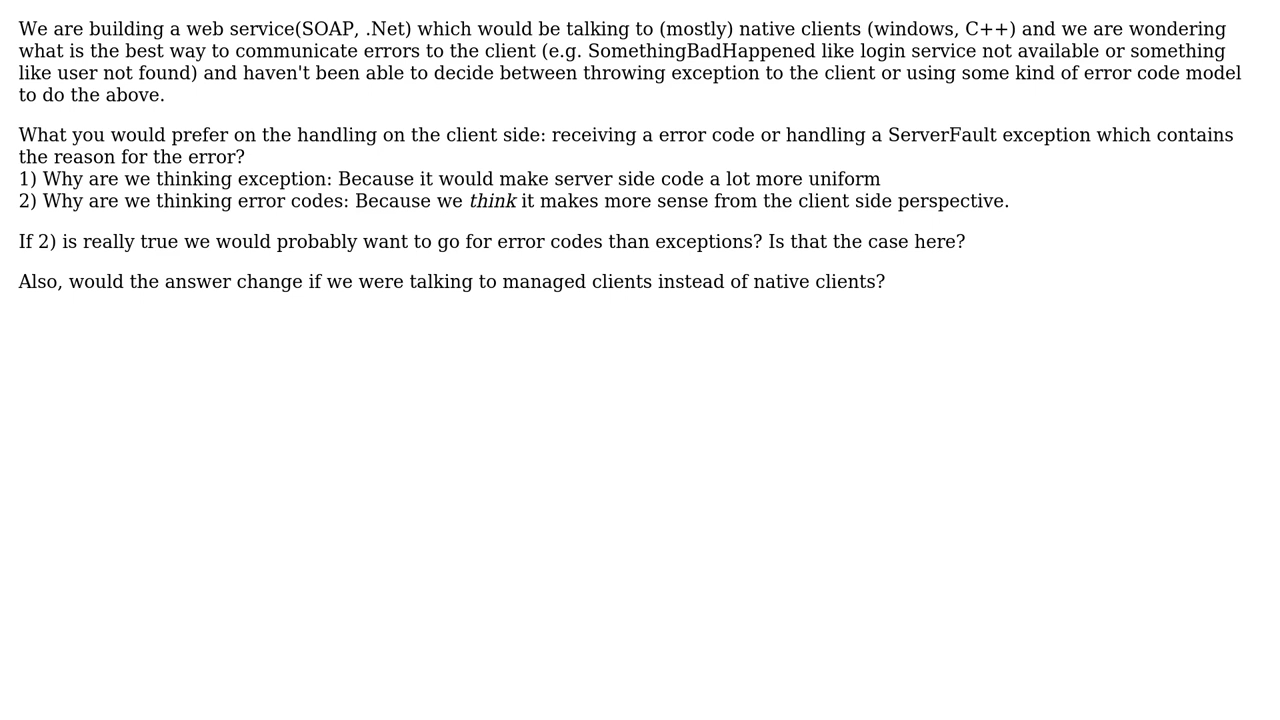 We are building a web service(SOAP, .Net) which would be talking to (mostly) native clients (windows, C++) and we are wondering
what is the best way to communicate errors to the client (e.g. SomethingBadHappened like login service not available or something
like user not found) and haven't been able to decide between throwing exception to the client or using some kind of error code model
to do the above.
What you would prefer on the handling on the client side: receiving a error code or handling a ServerFault exception which contains
the reason for the error?
1) Why are we thinking exception: Because it would make server side code a lot more uniform
2) Why are we thinking error codes: Because we think it makes more sense from the client side perspective.
If 2) is really true we would probably want to go for error codes than exceptions? Is that the case here?
Also, would the answer change if we were talking to managed clients instead of native clients?